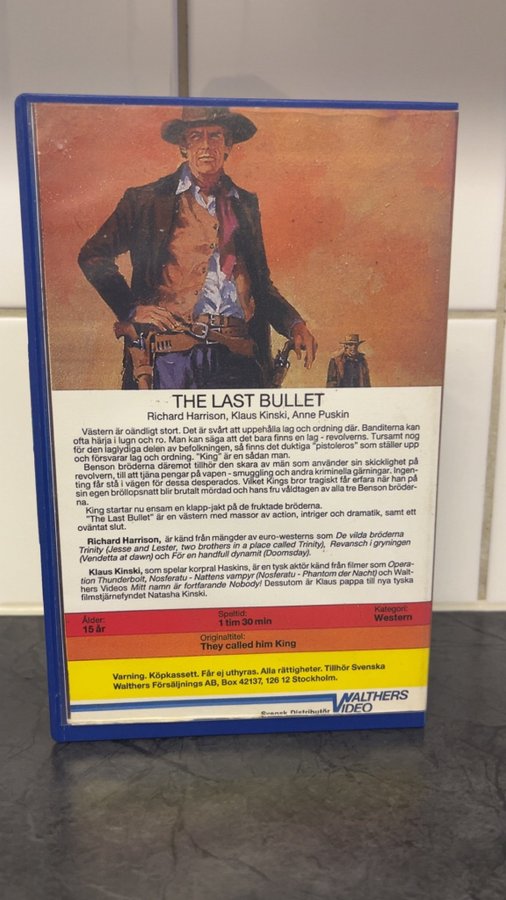 THE LAST BULLET
Richard Harrison, Klaus Kinski, Anne Puskin
Västern är oändligt stort. Det är svårt att uppehålla lag och ordning där. Banditerna kan
ofta härja i lugn och ro. Man kan säga att det bara finns en lag - revolverns. Tursamt nog
för den laglydiga delen av befolkningen, så finns det duktiga "pistoleros" som ställer upp
och försvarar lag och ordning. "King" är en sådan man.
Benson bröderna däremot tillhör den skara av män som använder sin skicklighet på
revolvern, till att tjäna pengar på vapen - smuggling och andra kriminella gärningar. Ingen-
ting får stå i vägen för dessa desperados. Vilket Kings bror tragiskt får erfara när han på
sin egen bröllopsnatt blir brutalt mördad och hans fru våldtagen av alla tre Benson bröder-
na.
King startar nu ensam en klapp-jakt på de fruktade bröderna.
"The Last Bullet" är en västern med massor av action, intriger och dramatik, samt ett
oväntat slut.
Richard Harrison, är känd från mängder av euro-westerns som De vilda bröderna
Trinity (Jesse and Lester, two brothers in a place called Trinity), Revansch i gryningen
(Vendetta at dawn) och För en handfull dynamit (Doomsday).
Klaus Kinski, som spelar korpral Haskins, är en tysk aktör känd från filmer som Opera-
tion Thunderbolt, Nosferatu - Nattens vampyr (Nosferatu - Phantom der Nacht) och Walt-
hers Videos Mitt namn är fortfarande Nobody! Dessutom är Klaus pappa till nya tyska
filmstjärnefyndet Natasha Kinski.
Ålder:
15 år
Speltid:
1 tim 30 min
Kategori:
Western
Originaltitel:
They called him King
Varning. Köpkassett. Får ej uthyras. Alla rättigheter. Tillhör Svenska
Walthers Försäljnings AB, Box 42137, 126 12 Stockholm.
Svensk Distributör
WALTHERS
VIDEO